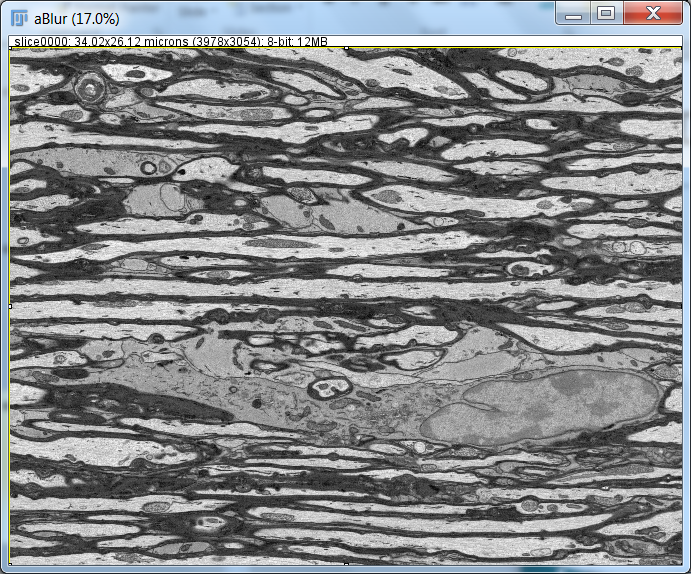 aBlur (17.0%)
slice0000; 34.02x26.12 microns (3978x3054); 8-bit; 12MB